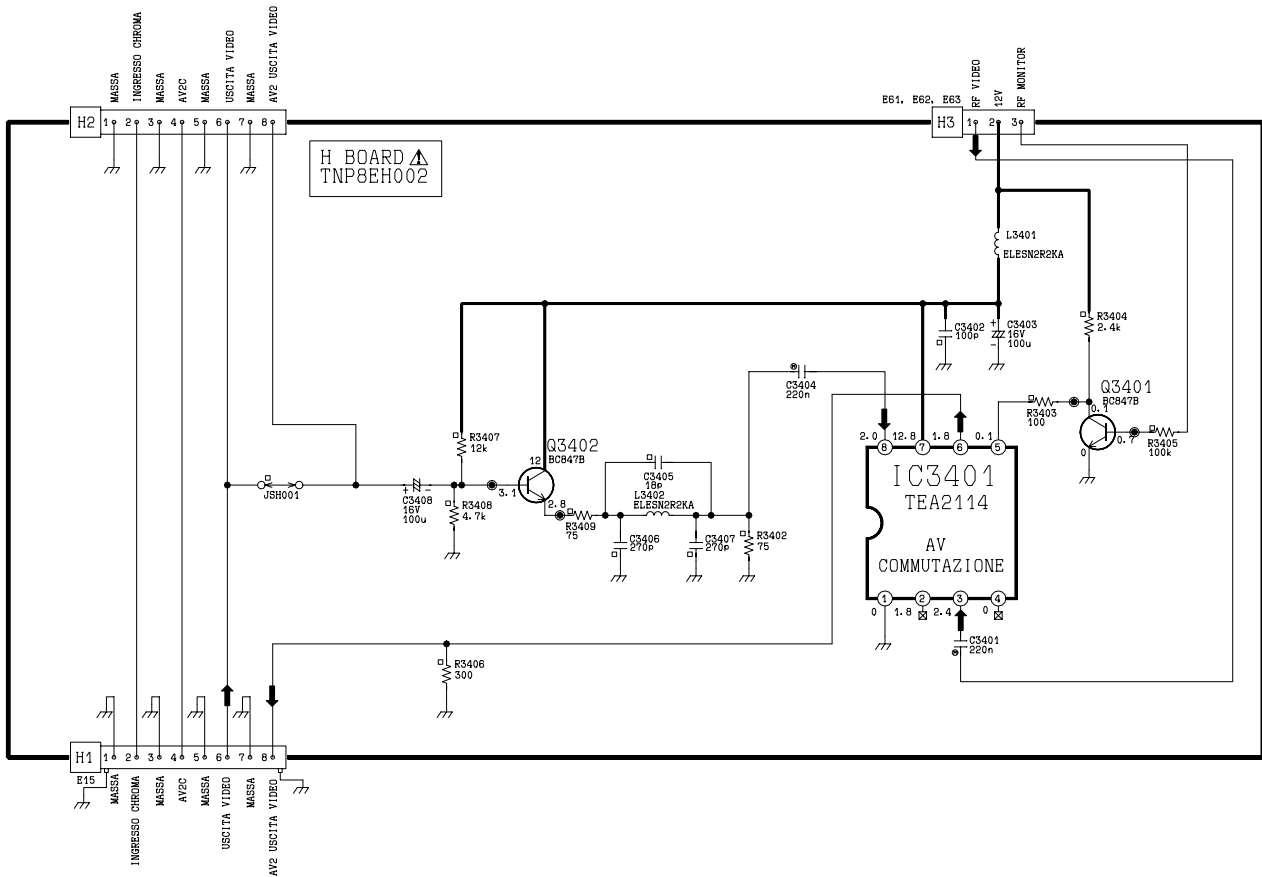 MASSA
INGRESSO CHROMA
MASSA
AV2C
MASSA
USCITA VIDEO
MASSA
AV2 USCITA VIDEO
H2
1
2
3
4
5
6
7
8
E61, E62, E63
H3
RF VIDEO
12V
RF MONITOR
1
2
3
H BOARD
TNP8EH002
L3401
ELESN2R2KA
C3402
100p
C3403
16V
100u
R3404
2.4k
C3404
220n
R3403
100
Q3401
BC847B
0.1
0.7
0
R3405
100k
R3407
12k
Q3402
BC847B
12
3.1
2.8
JSH001
C3408
16V
100u
R3408
4.7k
C3405
18p
L3402
ELESN2R2KA
R3409
75
C3406
270p
C3407
270p
R3402
75
2.0
12.8
1.8
0.1
8
7
6
5
IC3401
TEA2114
AV
COMMUTAZIONE
1
2
3
4
0
1.8
2.4
0
C3401
220n
R3406
300
H1
1
2
3
4
5
6
7
8
E15
MASSA
INGRESSO CHROMA
MASSA
AV2C
MASSA
USCITA VIDEO
MASSA
AV2 USCITA VIDEO